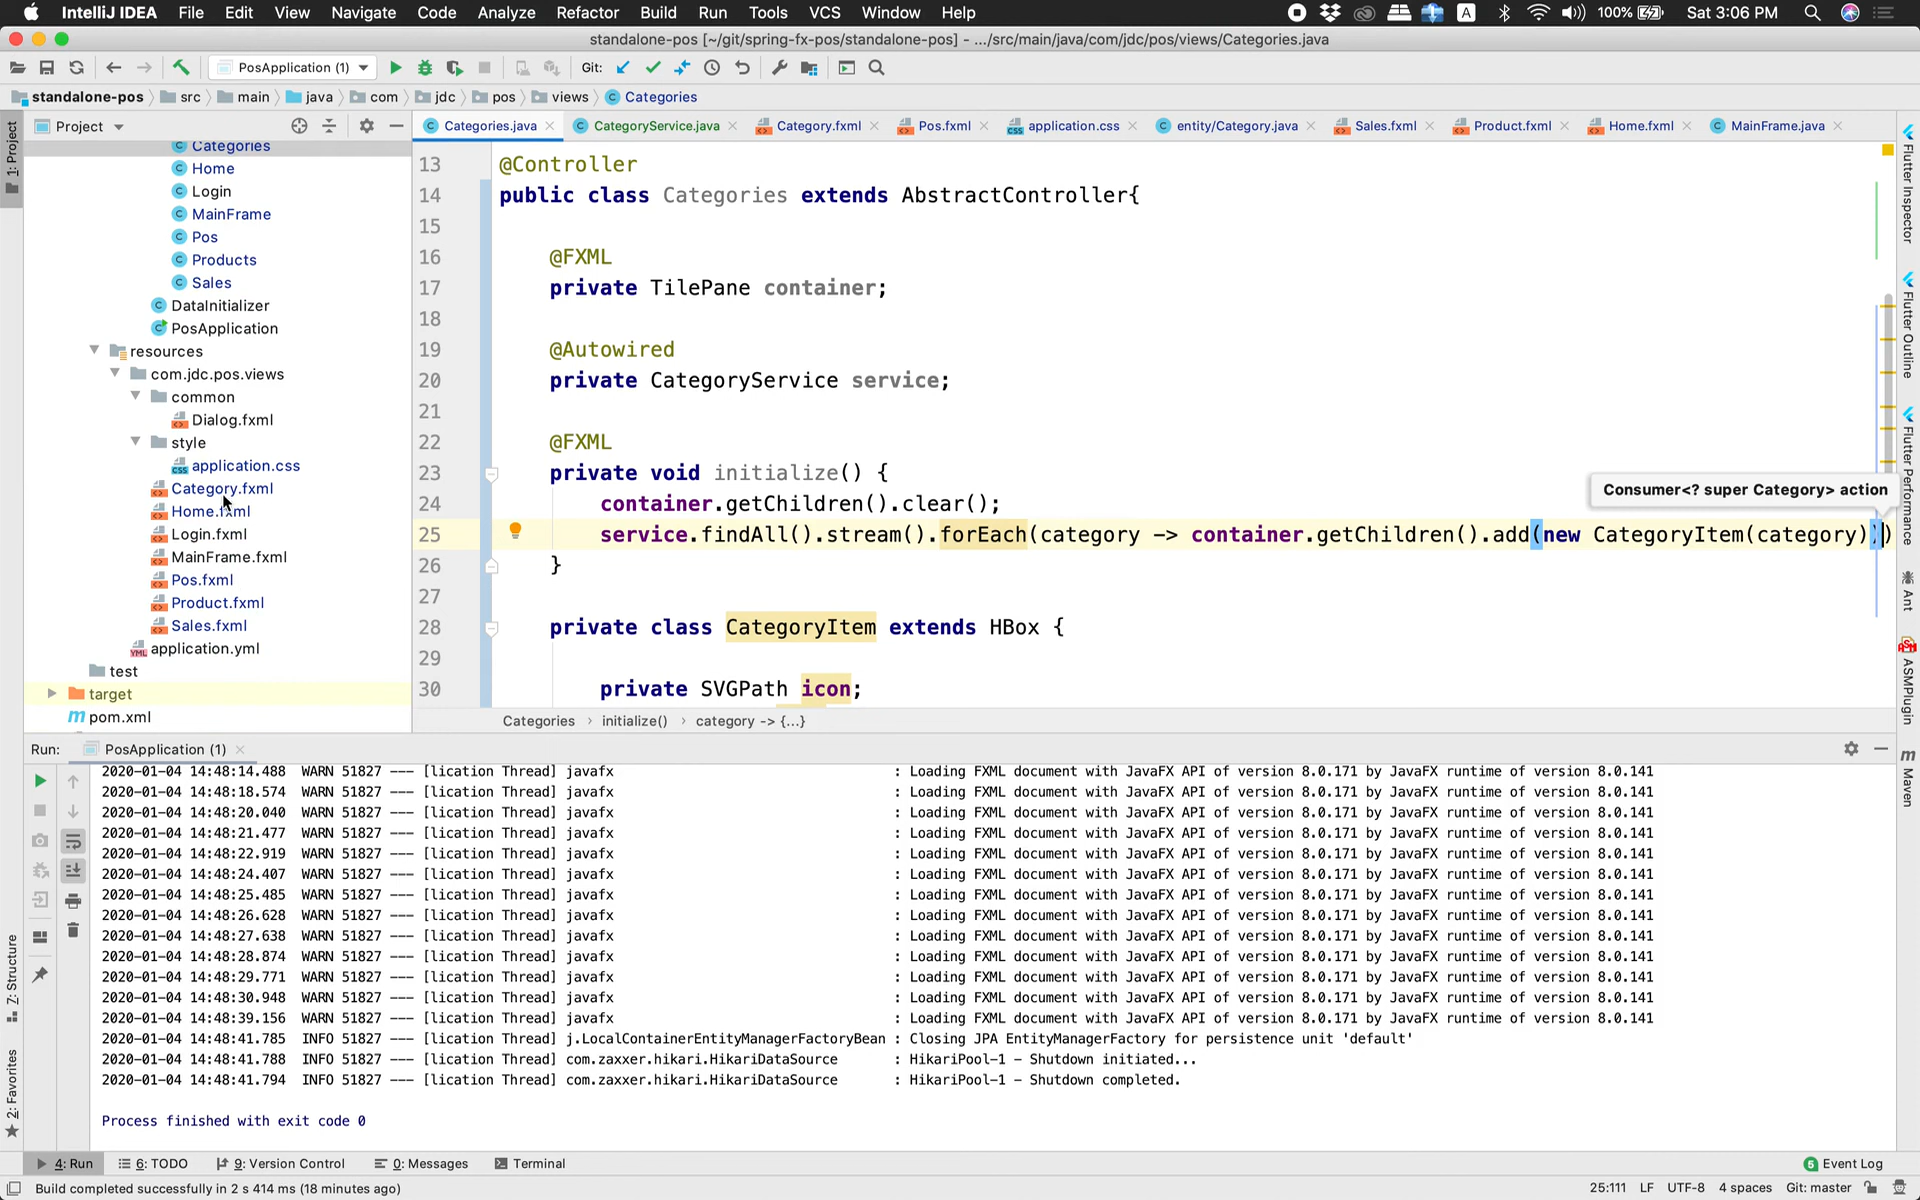 IntelliJ IDEA File Edit View Navigate Code Analyze Refactor Build Run Tools VCS Window Help A 100% Sat 3:06 PM
standalone-pos [~/git/spring-fx-pos/standalone-pos] - .../src/main/java/com/jdc/pos/views/Categories.java
PosApplication (1) Git:
standalone-pos src main java com jdc pos views Categories
1: Project
Project
Categories.java CategoryService.java Category.fxml Pos.fxml application.css entity/Category.java Sales.fxml Product.fxml Home.fxml MainFrame.java
Categories
Home
Login
MainFrame
Pos
Products
Sales
DataInitializer
PosApplication
resources
com.jdc.pos.views
common
Dialog.fxml
style
application.css
Category.fxml
Home.fxml
Login.fxml
MainFrame.fxml
Pos.fxml
Product.fxml
Sales.fxml
application.yml
test
target
pom.xml
13 @Controller
14 public class Categories extends AbstractController{
15
16 @FXML
17 private TilePane container;
18
19 @Autowired
20 private CategoryService service;
21
22 @FXML
23 private void initialize() {
24 container.getChildren().clear();
Consumer<? super Category> action
25 service.findAll().stream().forEach(category -> container.getChildren().add(new CategoryItem(category)))
26 }
27
28 private class CategoryItem extends HBox {
29
30 private SVGPath icon;
Categories › initialize() › category -> {...}
Flutter Inspector
Flutter Outline
Flutter Performance
Ant
ASM
ASMPlugin
m Maven
Run: PosApplication (1)
2020-01-04 14:48:14.488 WARN 51827 --- [lication Thread] javafx : Loading FXML document with JavaFX API of version 8.0.171 by JavaFX runtime of version 8.0.141
2020-01-04 14:48:18.574 WARN 51827 --- [lication Thread] javafx : Loading FXML document with JavaFX API of version 8.0.171 by JavaFX runtime of version 8.0.141
2020-01-04 14:48:20.040 WARN 51827 --- [lication Thread] javafx : Loading FXML document with JavaFX API of version 8.0.171 by JavaFX runtime of version 8.0.141
2020-01-04 14:48:21.477 WARN 51827 --- [lication Thread] javafx : Loading FXML document with JavaFX API of version 8.0.171 by JavaFX runtime of version 8.0.141
2020-01-04 14:48:22.919 WARN 51827 --- [lication Thread] javafx : Loading FXML document with JavaFX API of version 8.0.171 by JavaFX runtime of version 8.0.141
2020-01-04 14:48:24.407 WARN 51827 --- [lication Thread] javafx : Loading FXML document with JavaFX API of version 8.0.171 by JavaFX runtime of version 8.0.141
2020-01-04 14:48:25.485 WARN 51827 --- [lication Thread] javafx : Loading FXML document with JavaFX API of version 8.0.171 by JavaFX runtime of version 8.0.141
2020-01-04 14:48:26.628 WARN 51827 --- [lication Thread] javafx : Loading FXML document with JavaFX API of version 8.0.171 by JavaFX runtime of version 8.0.141
2020-01-04 14:48:27.638 WARN 51827 --- [lication Thread] javafx : Loading FXML document with JavaFX API of version 8.0.171 by JavaFX runtime of version 8.0.141
2020-01-04 14:48:28.874 WARN 51827 --- [lication Thread] javafx : Loading FXML document with JavaFX API of version 8.0.171 by JavaFX runtime of version 8.0.141
2020-01-04 14:48:29.771 WARN 51827 --- [lication Thread] javafx : Loading FXML document with JavaFX API of version 8.0.171 by JavaFX runtime of version 8.0.141
2020-01-04 14:48:30.948 WARN 51827 --- [lication Thread] javafx : Loading FXML document with JavaFX API of version 8.0.171 by JavaFX runtime of version 8.0.141
2020-01-04 14:48:39.156 WARN 51827 --- [lication Thread] javafx : Loading FXML document with JavaFX API of version 8.0.171 by JavaFX runtime of version 8.0.141
2020-01-04 14:48:41.785 INFO 51827 --- [lication Thread] j.LocalContainerEntityManagerFactoryBean : Closing JPA EntityManagerFactory for persistence unit 'default'
2020-01-04 14:48:41.788 INFO 51827 --- [lication Thread] com.zaxxer.hikari.HikariDataSource : HikariPool-1 - Shutdown initiated...
2020-01-04 14:48:41.794 INFO 51827 --- [lication Thread] com.zaxxer.hikari.HikariDataSource : HikariPool-1 - Shutdown completed.
Process finished with exit code 0
Z: Structure
2: Favorites
4: Run 6: TODO 9: Version Control 0: Messages Terminal 5 Event Log
Build completed successfully in 2 s 414 ms (18 minutes ago) 25:111 LF UTF-8 4 spaces Git: master